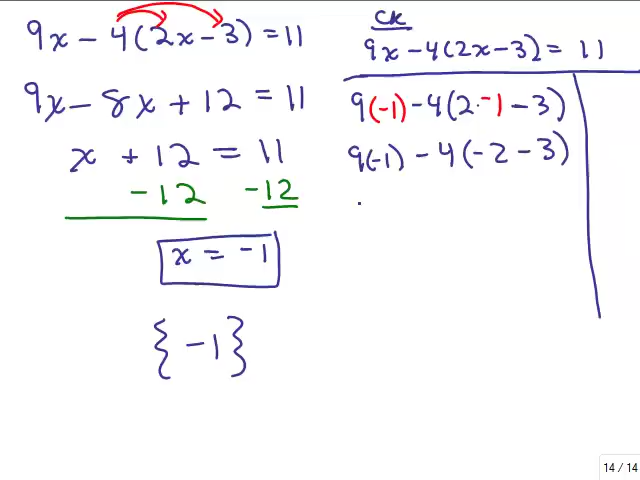 9x - 4(2x - 3) = 11
9x - 8x + 12 = 11
x + 12 = 11
-12 -12
x = -1
{-1}
CK
9x - 4(2x - 3) = 11
9(-1) - 4(2·-1 - 3)
9(-1) - 4(-2 - 3)
14 / 14